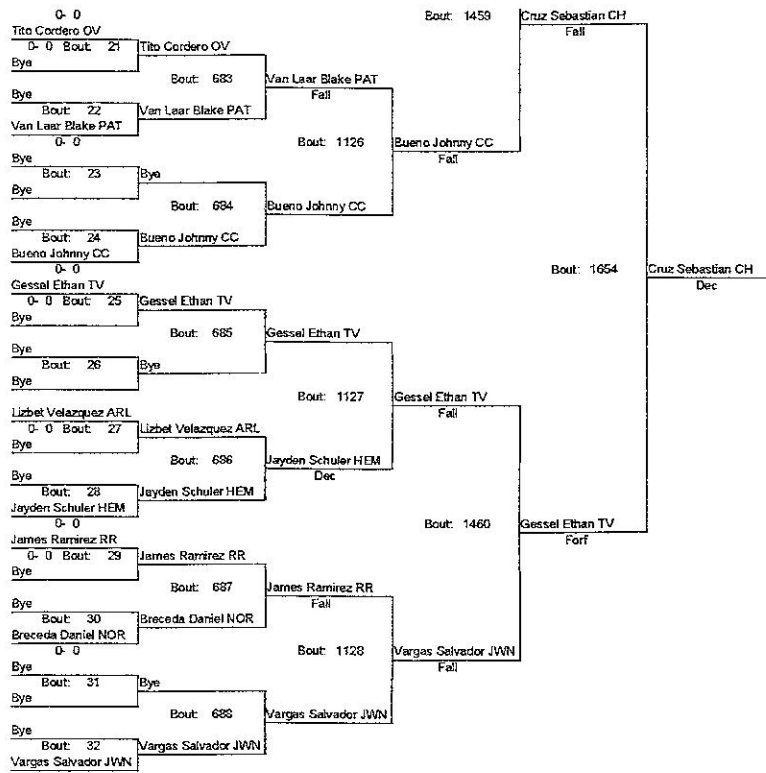 0- 0
Tito Cordero OV
0- 0 Bout: 21
Bye
Tito Cordero OV
Bout: 683
Bye
Bout: 22
Van Laar Blake PAT
0- 0
Van Laar Blake PAT
Van Laar Blake PAT
Fall
Bout: 1126
Bye
Bout: 23
Bye
Bye
Bout: 684
Bye
Bout: 24
Bueno Johnny CC
0- 0
Bueno Johnny CC
Bueno Johnny CC
Bueno Johnny CC
Fall
Bout: 1459
Cruz Sebastian CH
Fall
Bout: 1654
Cruz Sebastian CH
Dec
Gessel Ethan TV
0- 0 Bout: 25
Bye
Gessel Ethan TV
Bout: 685
Bye
Bout: 26
Bye
Bye
Gessel Ethan TV
Bout: 1127
Lizbet Velazquez ARL
0- 0 Bout: 27
Bye
Lizbet Velazquez ARL
Bout: 686
Bye
Bout: 28
Jayden Schuler HEM
0- 0
Jayden Schuler HEM
Jayden Schuler HEM
Dec
Gessel Ethan TV
Fall
Bout: 1460
Gessel Ethan TV
Forf
James Ramirez RR
0- 0 Bout: 29
Bye
James Ramirez RR
Bout: 687
Bye
Bout: 30
Breceda Daniel NOR
0- 0
Breceda Daniel NOR
James Ramirez RR
Fall
Bout: 1128
Bye
Bout: 31
Bye
Bye
Bout: 688
Bye
Bout: 32
Vargas Salvador JWN
Vargas Salvador JWN
Vargas Salvador JWN
Vargas Salvador JWN
Fall